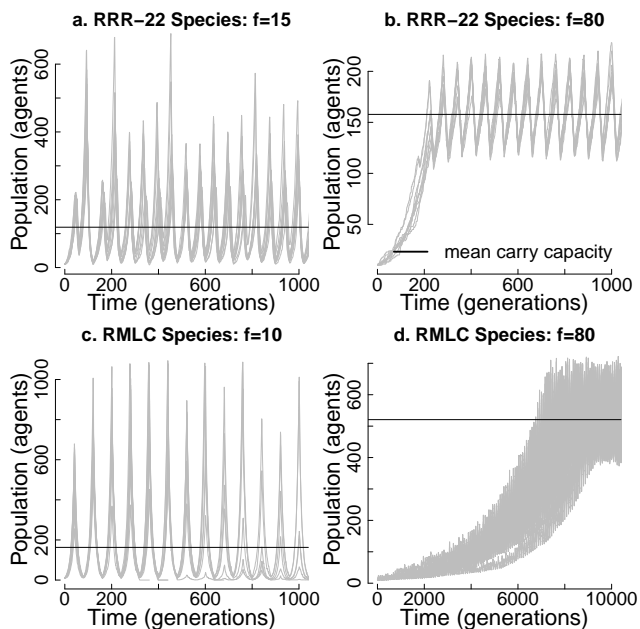 a. RRR−22 Species: f=15
Population (agents)
600
400
200
0
0
200
600
1000
Time (generations)
b. RRR−22 Species: f=80
Population (agents)
200
150
100
50
mean carry capacity
0
200
600
1000
Time (generations)
c. RMLC Species: f=10
Population (agents)
1000
600
200
0
0
200
600
1000
Time (generations)
d. RMLC Species: f=80
Population (agents)
600
400
200
0
0
2000
6000
10000
Time (generations)